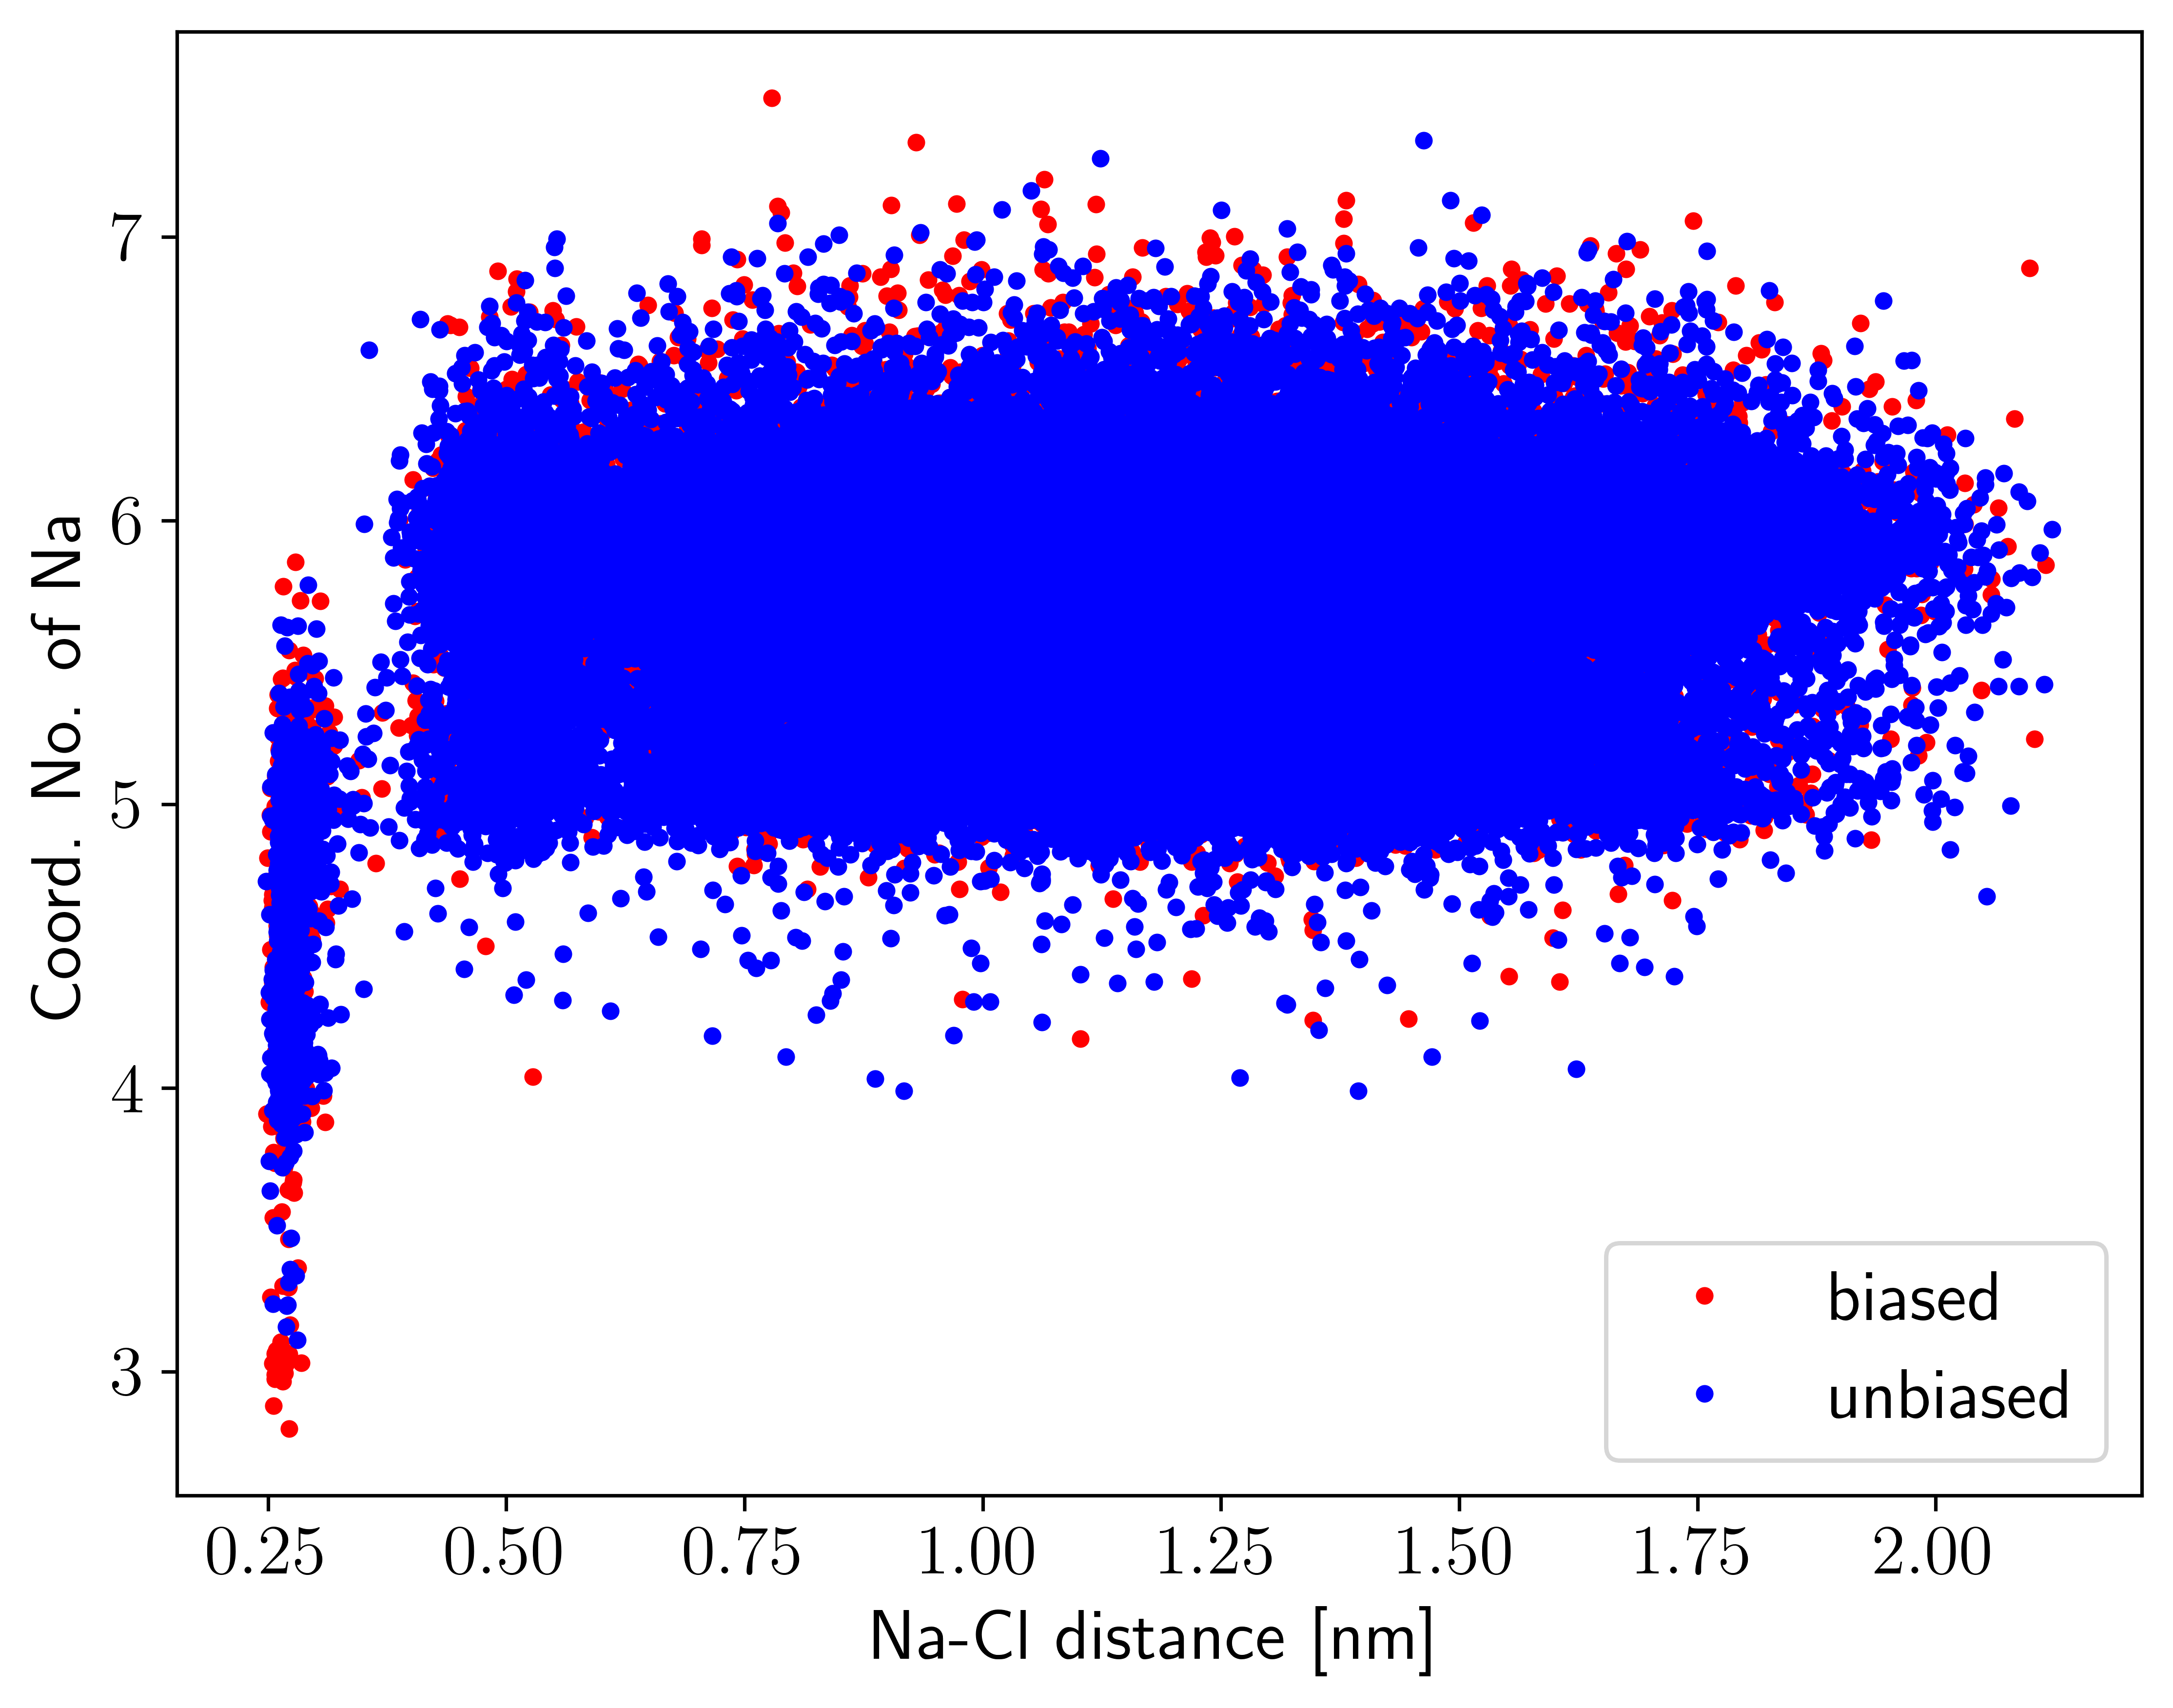 7
6
5
4
3
Coord. No. of Na
biased
unbiased
0.25 0.50 0.75 1.00 1.25 1.50 1.75 2.00
Na-Cl distance [nm]